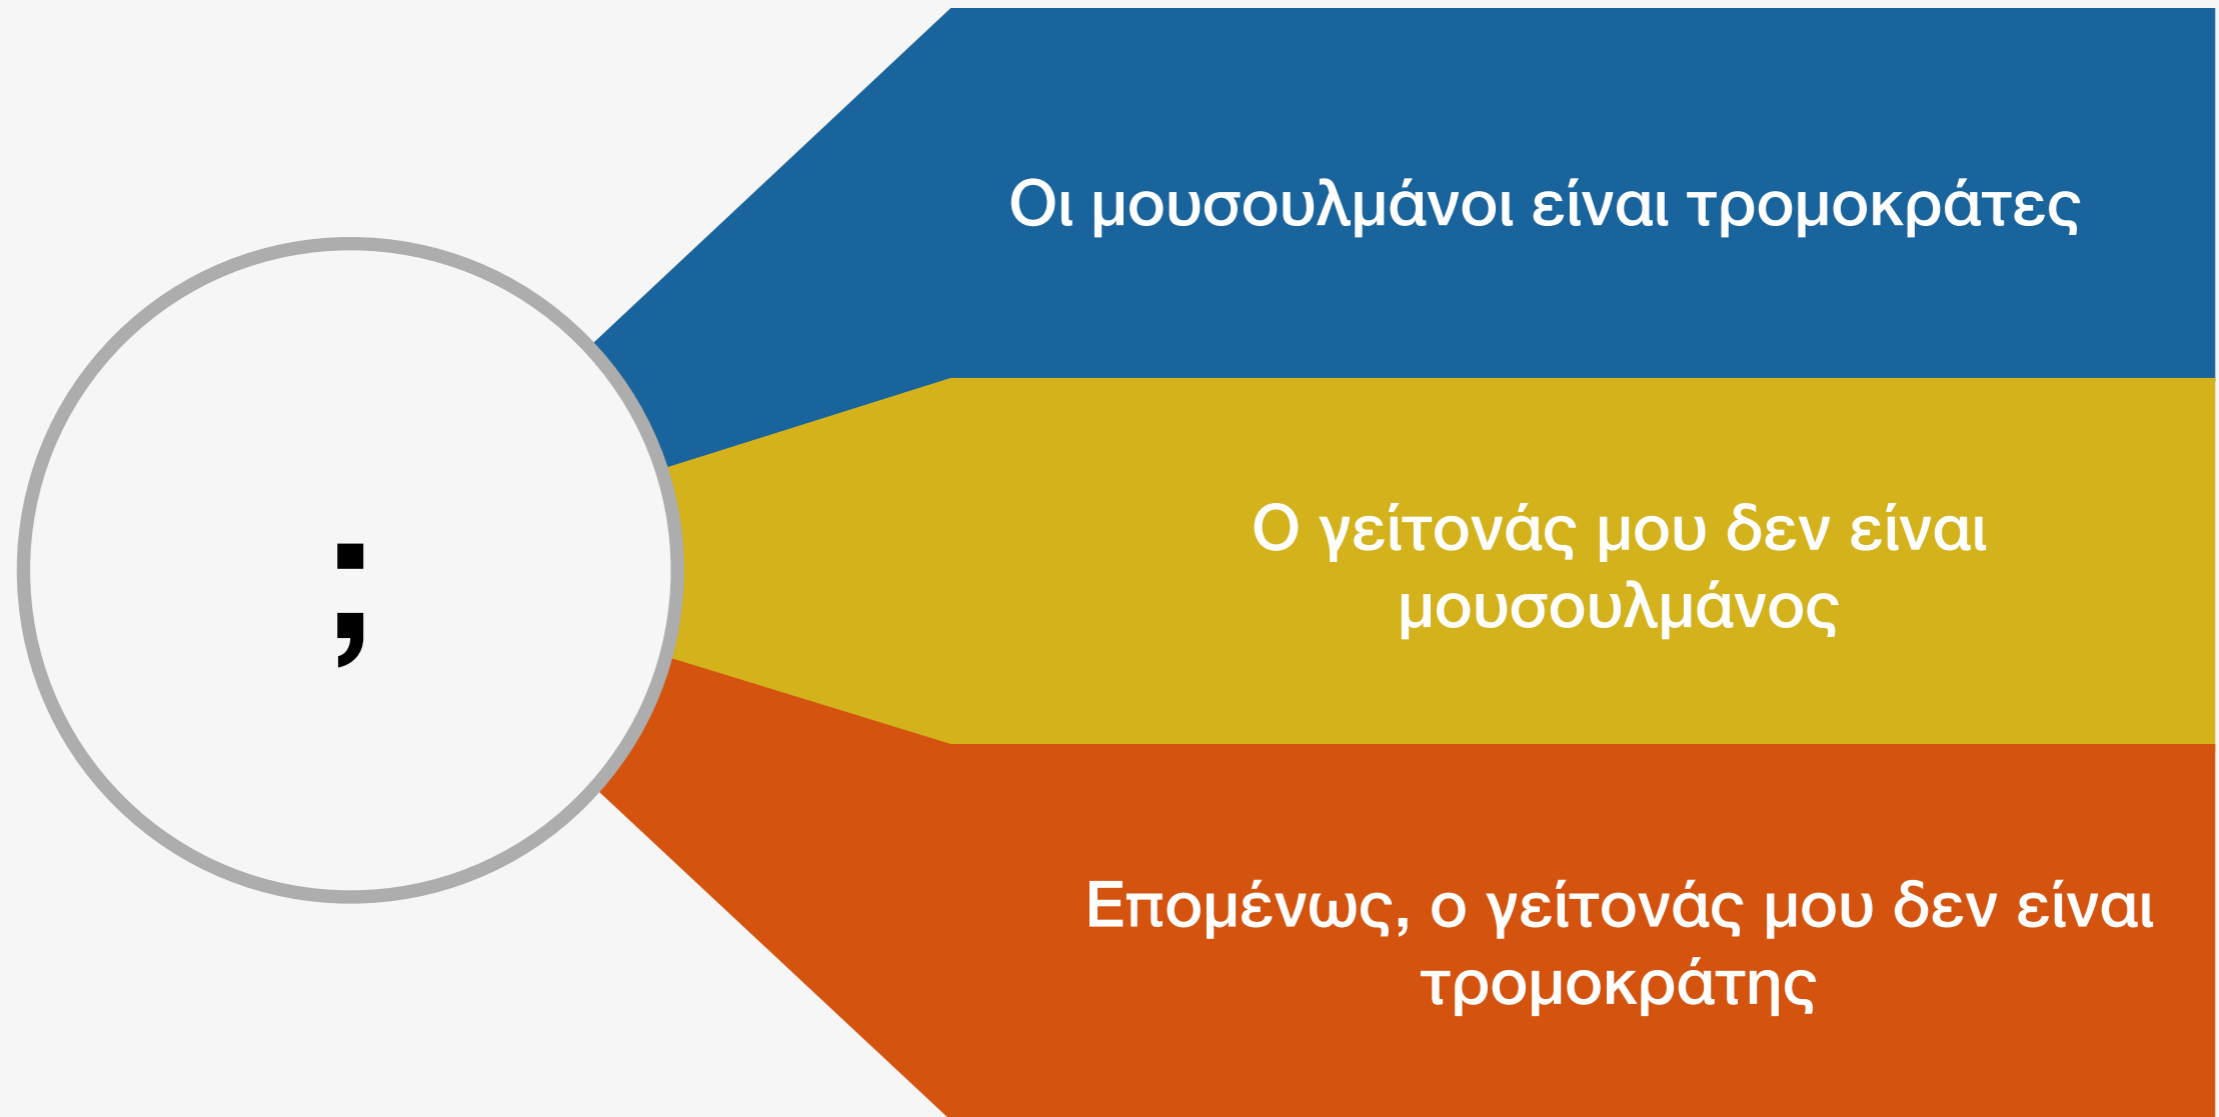 ;
Οι μουσουλμάνοι είναι τρομοκράτες
Ο γείτονάς μου δεν είναι
μουσουλμάνος
Επομένως, ο γείτονάς μου δεν είναι
τρομοκράτης